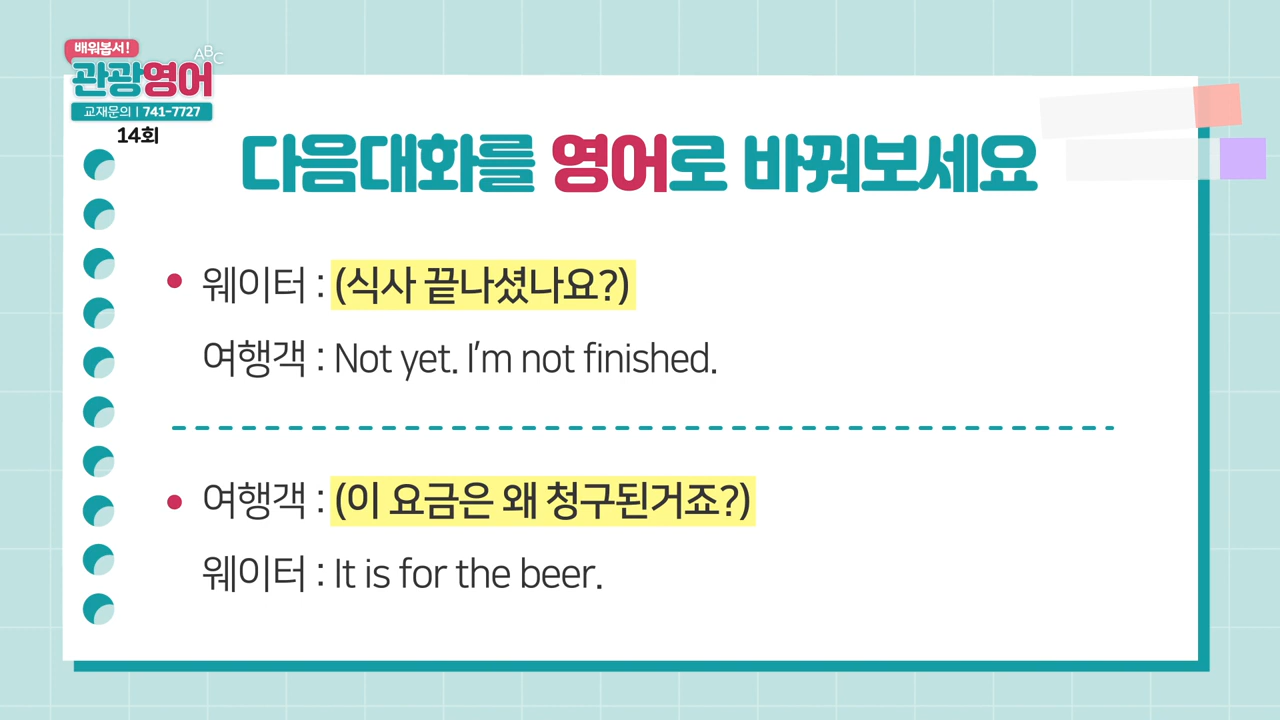 배워봅서!
ABC
관광영어
교재문의 | 741-7727
14회
다음대화를 영어로 바꿔보세요
• 웨이터 : (식사 끝나셨나요?)
여행객 : Not yet. I’m not finished.
• 여행객 : (이 요금은 왜 청구된거죠?)
웨이터 : It is for the beer.